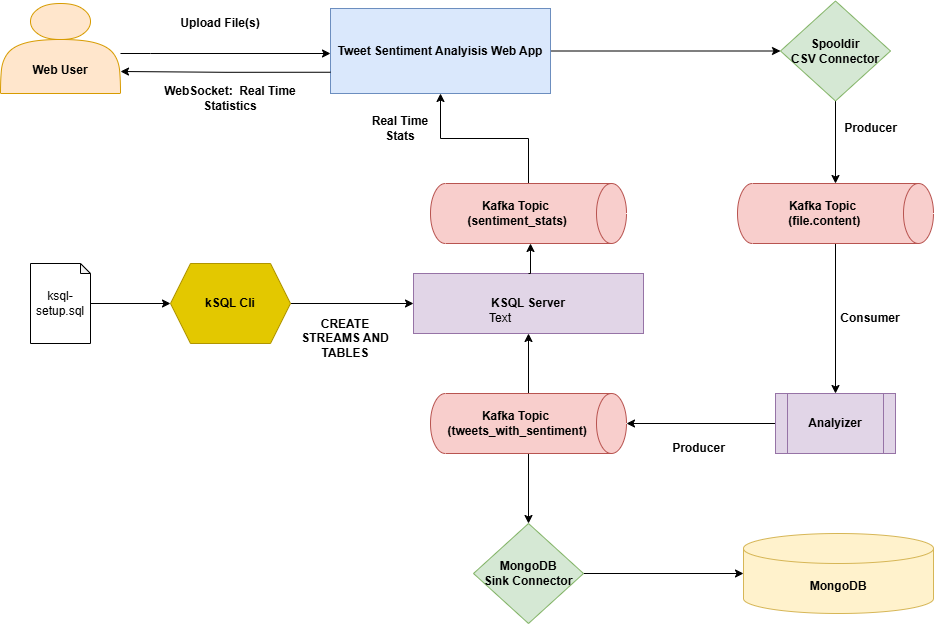 Upload File(s)
Web User
WebSocket:  Real Time
Statistics
Tweet Sentiment Analyisis Web App
Spooldir
CSV Connector
Real Time
Stats
Producer
Kafka Topic
(sentiment_stats)
Kafka Topic
(file.content)
ksql-
setup.sql
kSQL Cli
CREATE
STREAMS AND
TABLES
KSQL Server
Text
Consumer
Kafka Topic
(tweets_with_sentiment)
Producer
Analyizer
MongoDB
Sink Connector
MongoDB